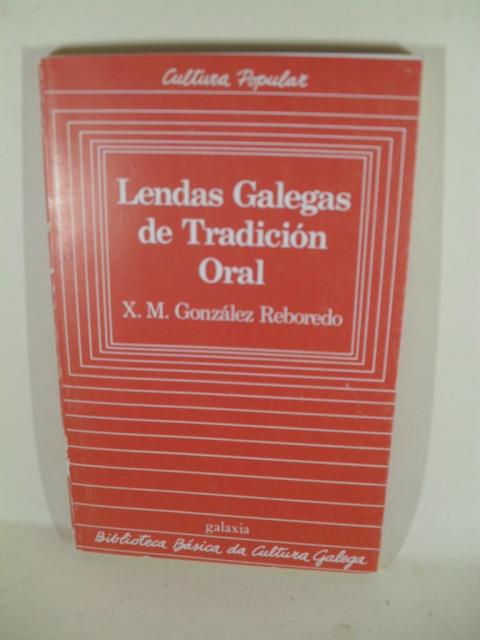 Cultura Popular
Lendas Galegas
de Tradición
Oral
X. M. González Reboredo
galaxia
Biblioteca Básica da Cultura Galega